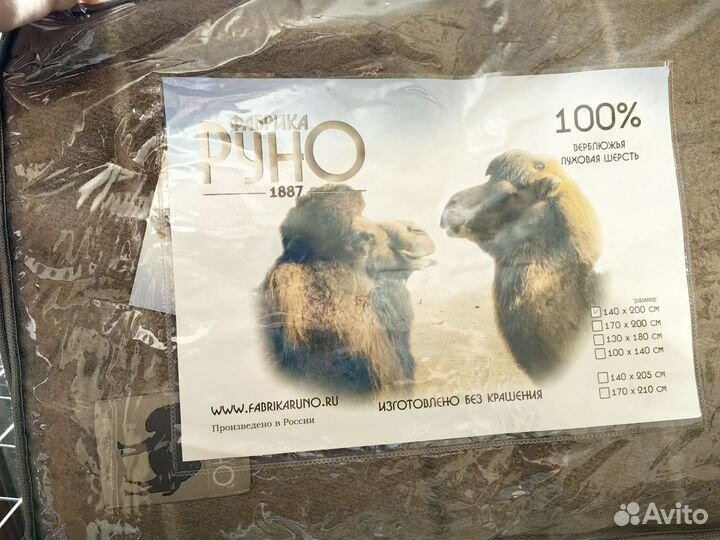 ФАБРИКА
РУНО
1887
100%
ВЕРБЛЮЖЬЯ
ПУХОВАЯ ШЕРСТЬ
размер:
140 х 200 см
170 х 200 см
130 х 180 см
100 х 140 см
140 х 205 см
170 х 210 см
WWW.FABRIKARUNO.RU
ИЗГОТОВЛЕНО БЕЗ КРАШЕНИЯ
Произведено в России
Avito